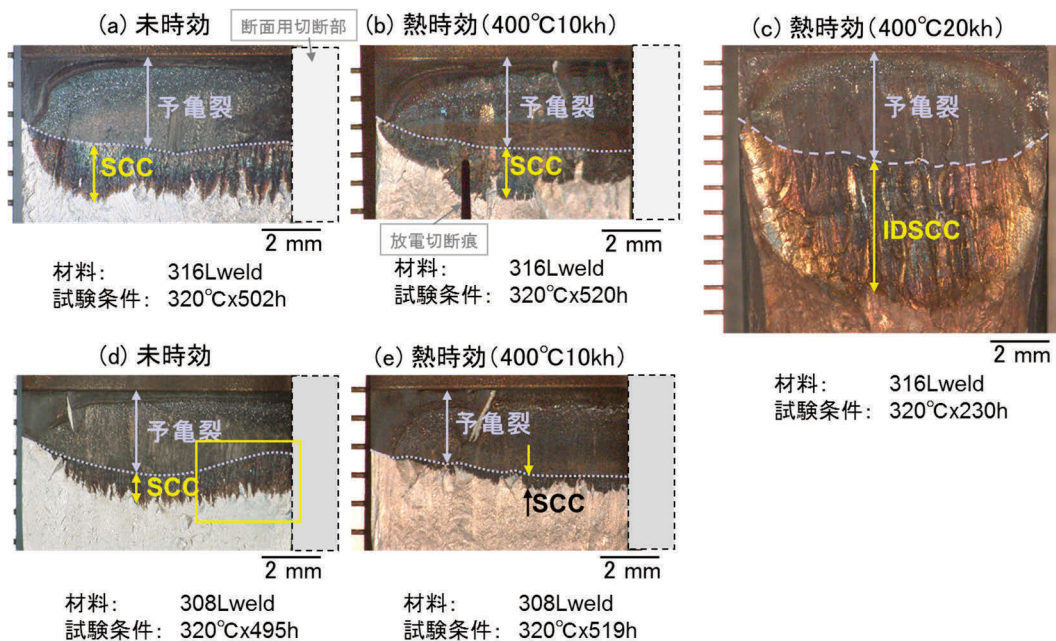 (a) 未時効
断面用切断部
(b) 熱時効(400℃10kh)
(c) 熱時効(400℃20kh)
予亀裂
SCC
2 mm
予亀裂
SCC
放電切断痕
2 mm
予亀裂
IDSCC
2 mm
材料: 316Lweld
試験条件: 320℃x502h
材料: 316Lweld
試験条件: 320℃x520h
(d) 未時効
(e) 熱時効(400℃10kh)
材料: 316Lweld
試験条件: 320℃x230h
予亀裂
SCC
2 mm
予亀裂
SCC
2 mm
材料: 308Lweld
試験条件: 320℃x495h
材料: 308Lweld
試験条件: 320℃x519h